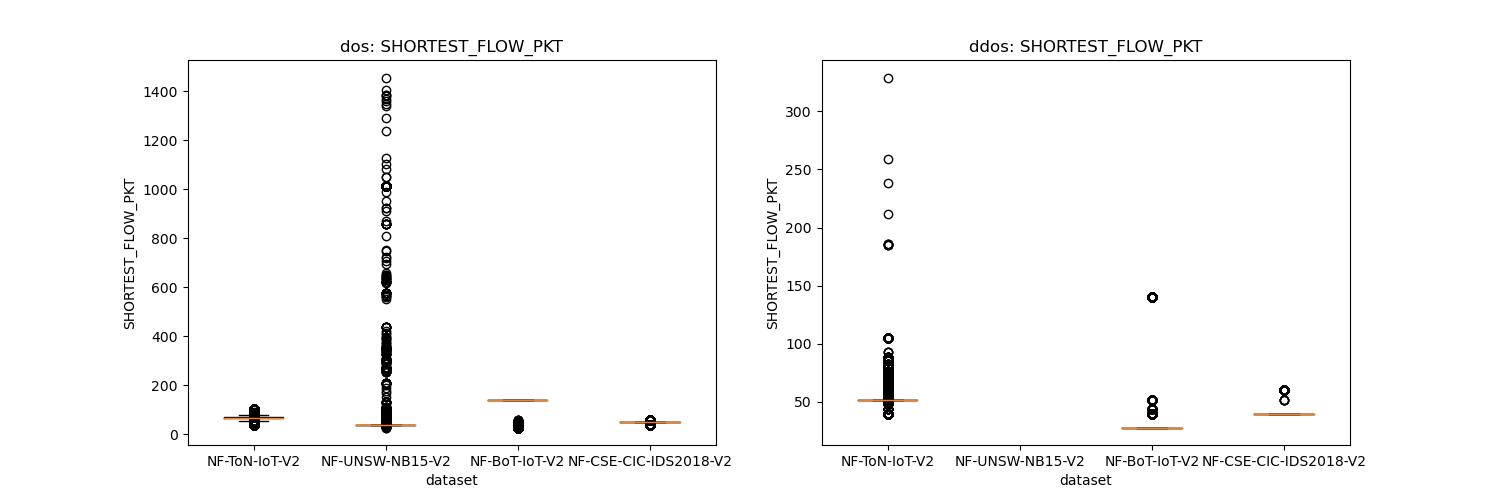 dos: SHORTEST_FLOW_PKT
1400
1200
1000
800
600
400
200
0
SHORTEST_FLOW_PKT
NF-ToN-IoT-V2 NF-UNSW-NB15-V2 NF-BoT-IoT-V2 NF-CSE-CIC-IDS2018-V2
dataset
ddos: SHORTEST_FLOW_PKT
300
250
200
150
100
50
SHORTEST_FLOW_PKT
NF-ToN-IoT-V2 NF-UNSW-NB15-V2 NF-BoT-IoT-V2 NF-CSE-CIC-IDS2018-V2
dataset